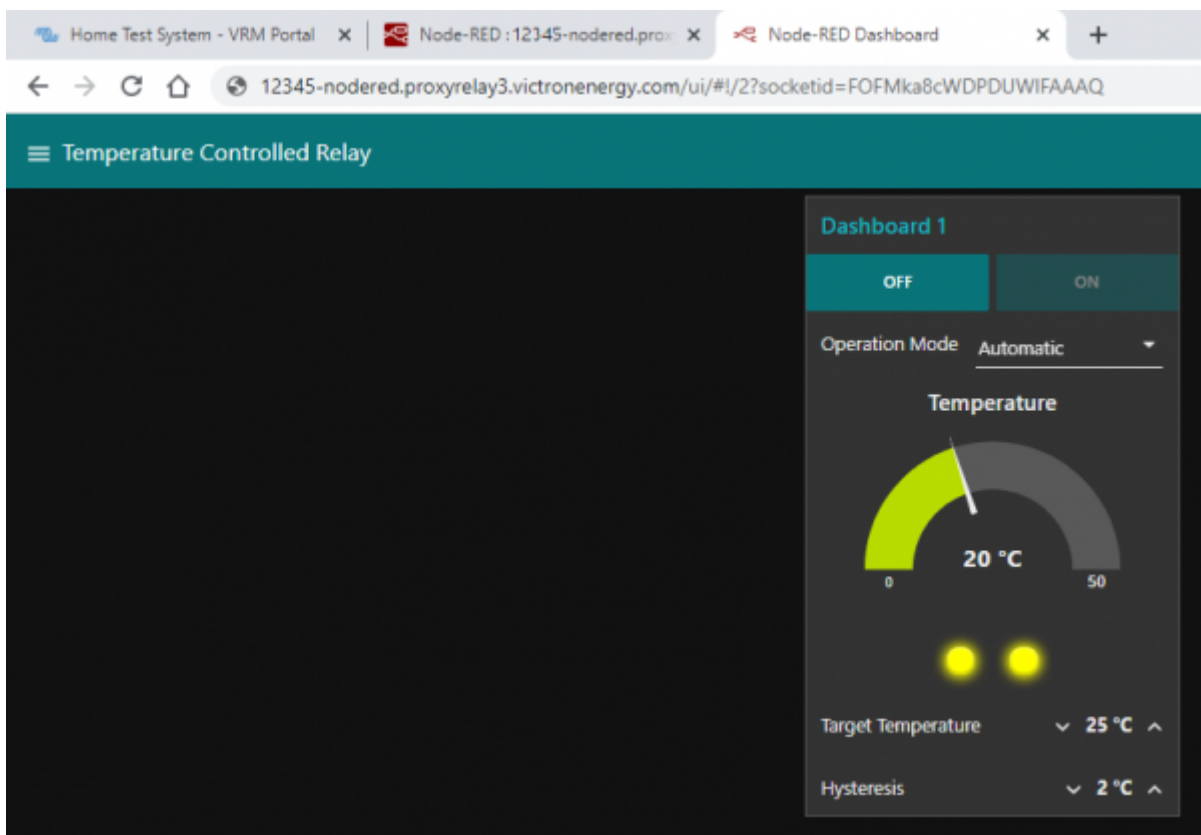 Home Test System - VRM Portal
Node-RED : 12345-nodered.prox
Node-RED Dashboard
12345-nodered.proxyrelay3.victronenergy.com/ui/#!/2?socketid=FOFMka8cWDPDUWIFAAAQ
Temperature Controlled Relay
Dashboard 1
OFF ON
Operation Mode Automatic
Temperature
20 °C
0 50
Target Temperature 25 °C
Hysteresis 2 °C